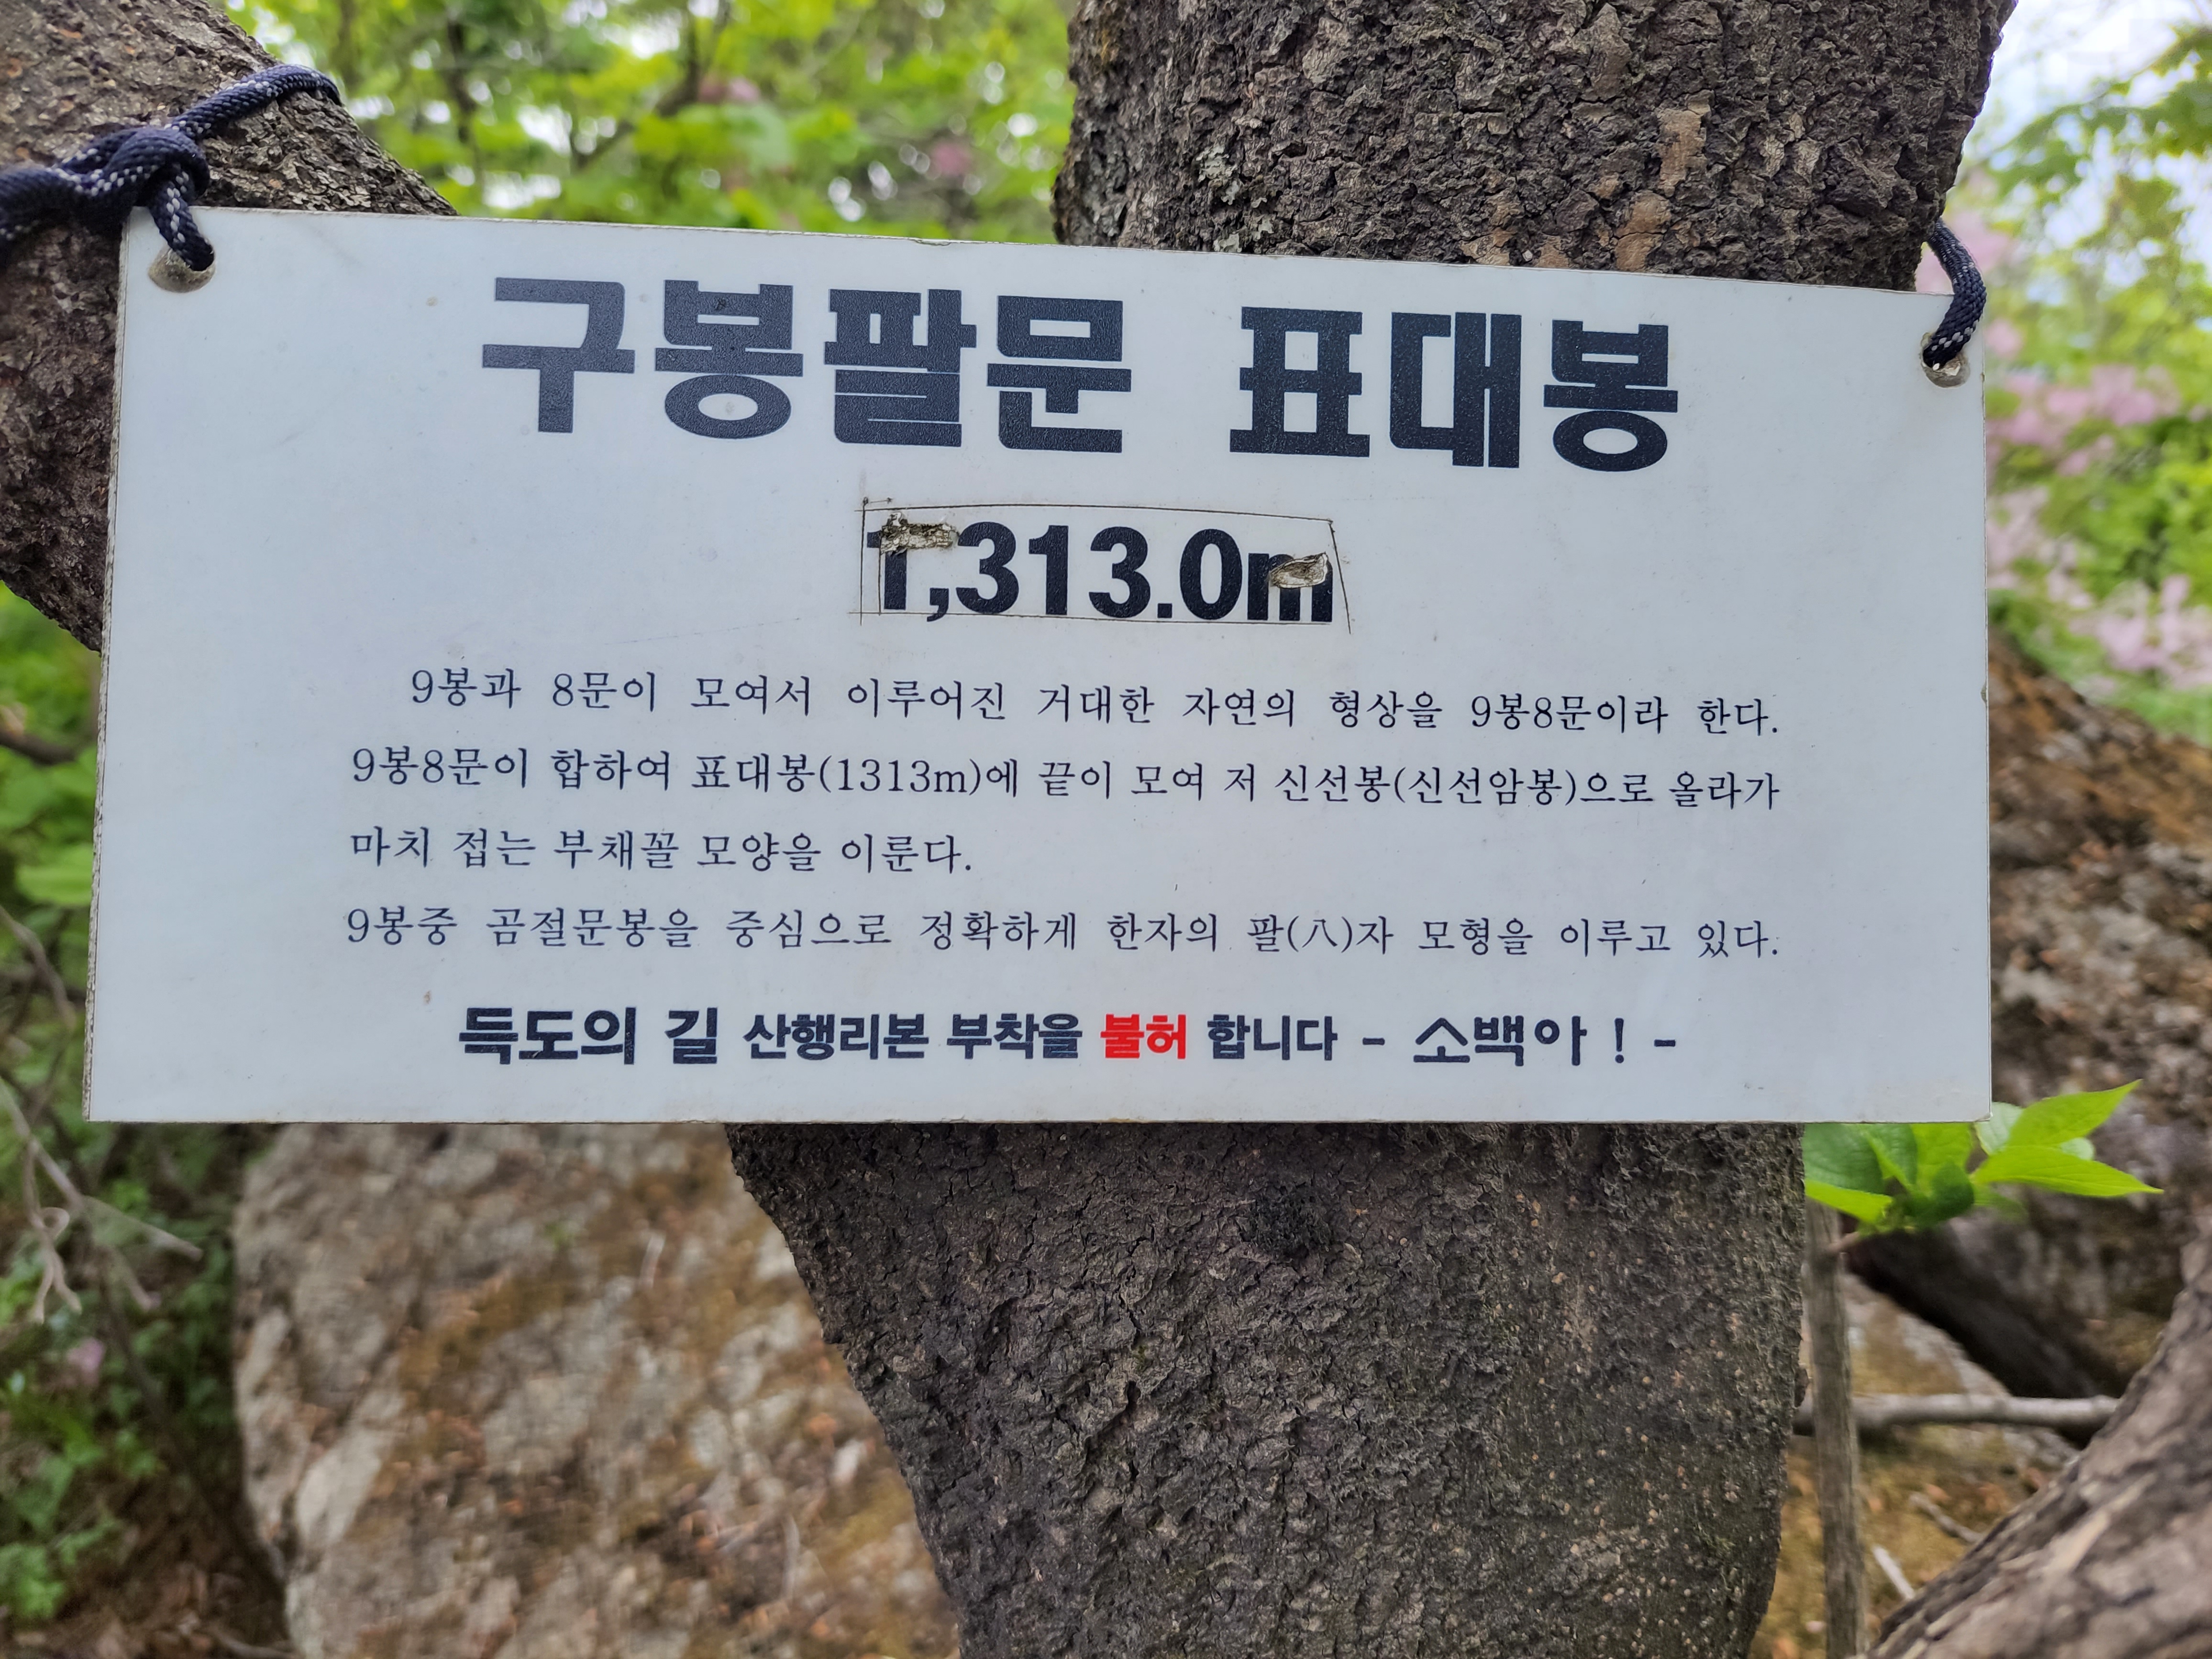 구봉팔문 표대봉
1,313.0m
9봉과 8문이 모여서 이루어진 거대한 자연의 형상을 9봉8문이라 한다.
9봉8문이 합하여 표대봉(1313m)에 끝이 모여 저 신선봉(신선암봉)으로 올라가
마치 접는 부채꼴 모양을 이룬다.
9봉중 곰절문봉을 중심으로 정확하게 한자의 팔(八)자 모형을 이루고 있다.
득도의 길 산행리본 부착을 불허 합니다 - 소백아 ! -